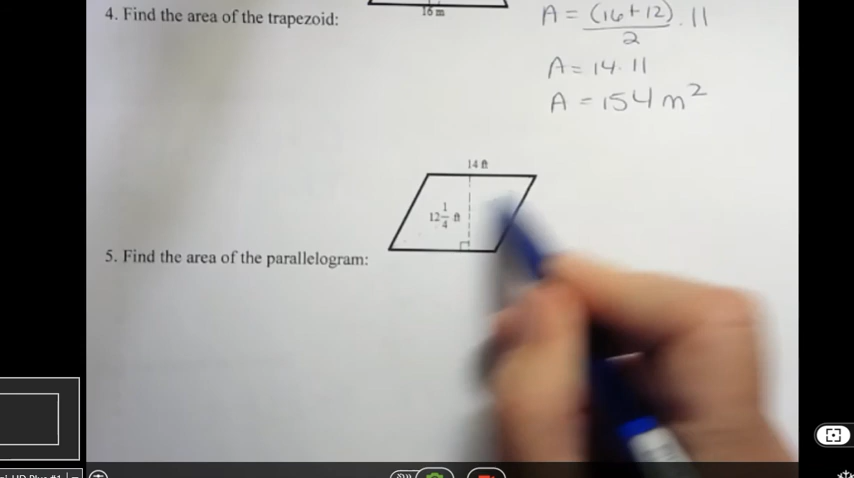 4. Find the area of the trapezoid:
16 m
A = (16+12) · 11
2
A = 14 · 11
A = 154 m²
14 ft
12 1/4 ft
5. Find the area of the parallelogram: